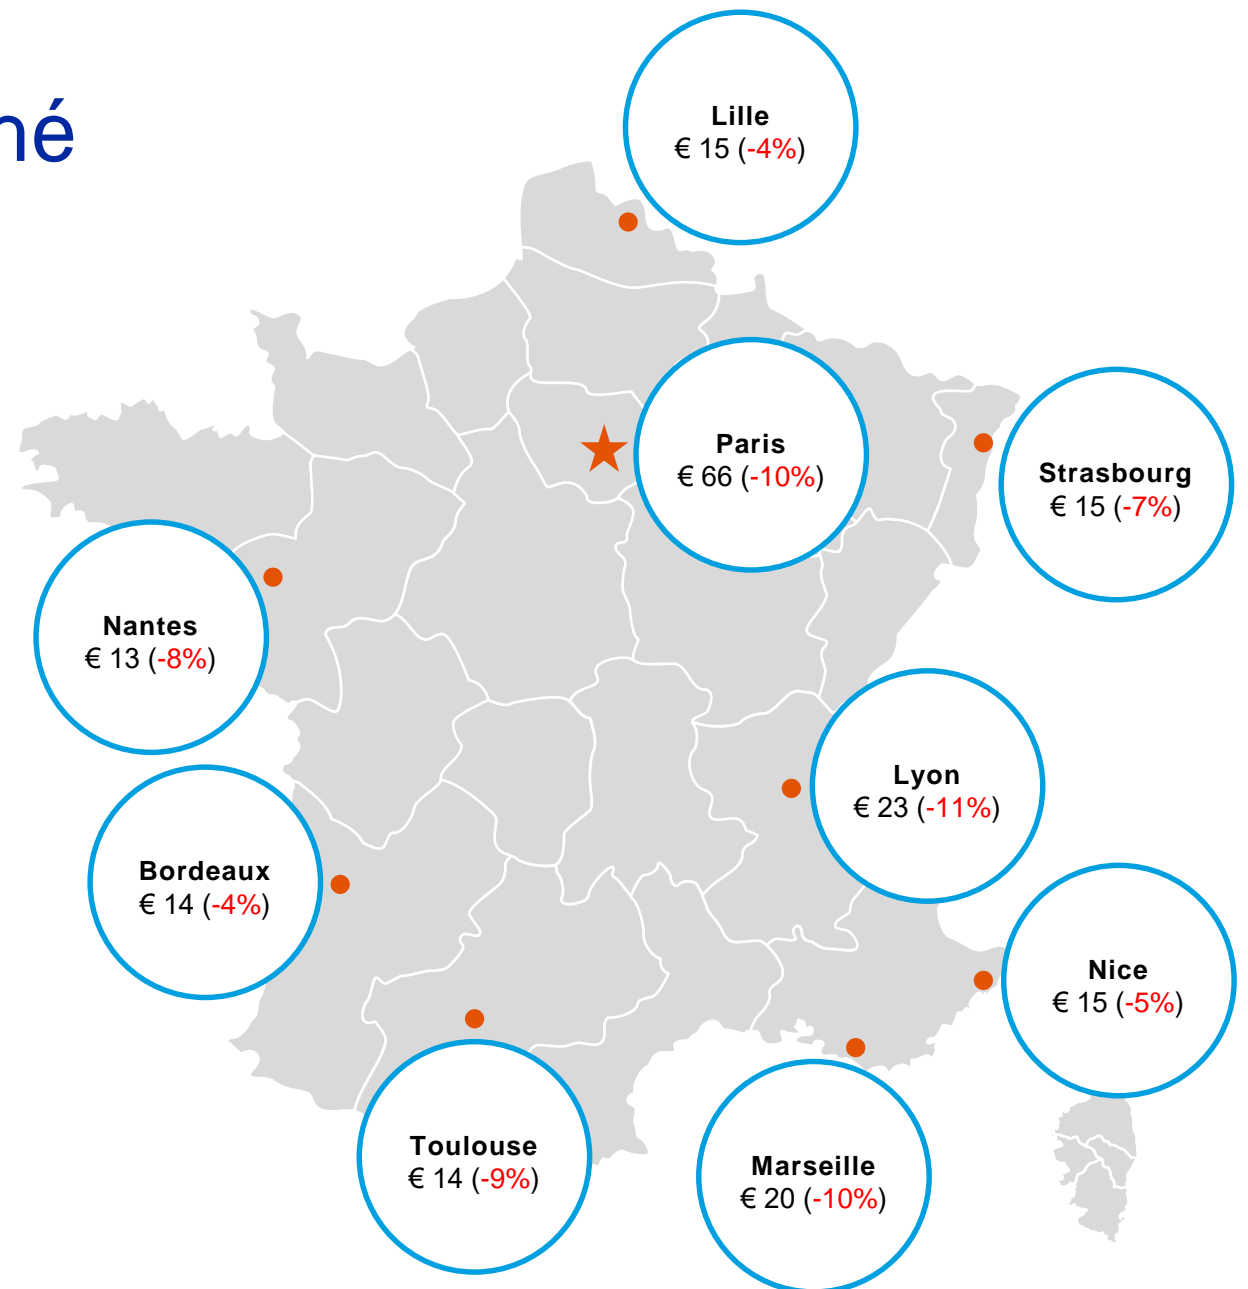 né
Lille
€ 15 (-4%)
Paris
€ 66 (-10%)
Strasbourg
€ 15 (-7%)
Nantes
€ 13 (-8%)
Lyon
€ 23 (-11%)
Bordeaux
€ 14 (-4%)
Nice
€ 15 (-5%)
Toulouse
€ 14 (-9%)
Marseille
€ 20 (-10%)